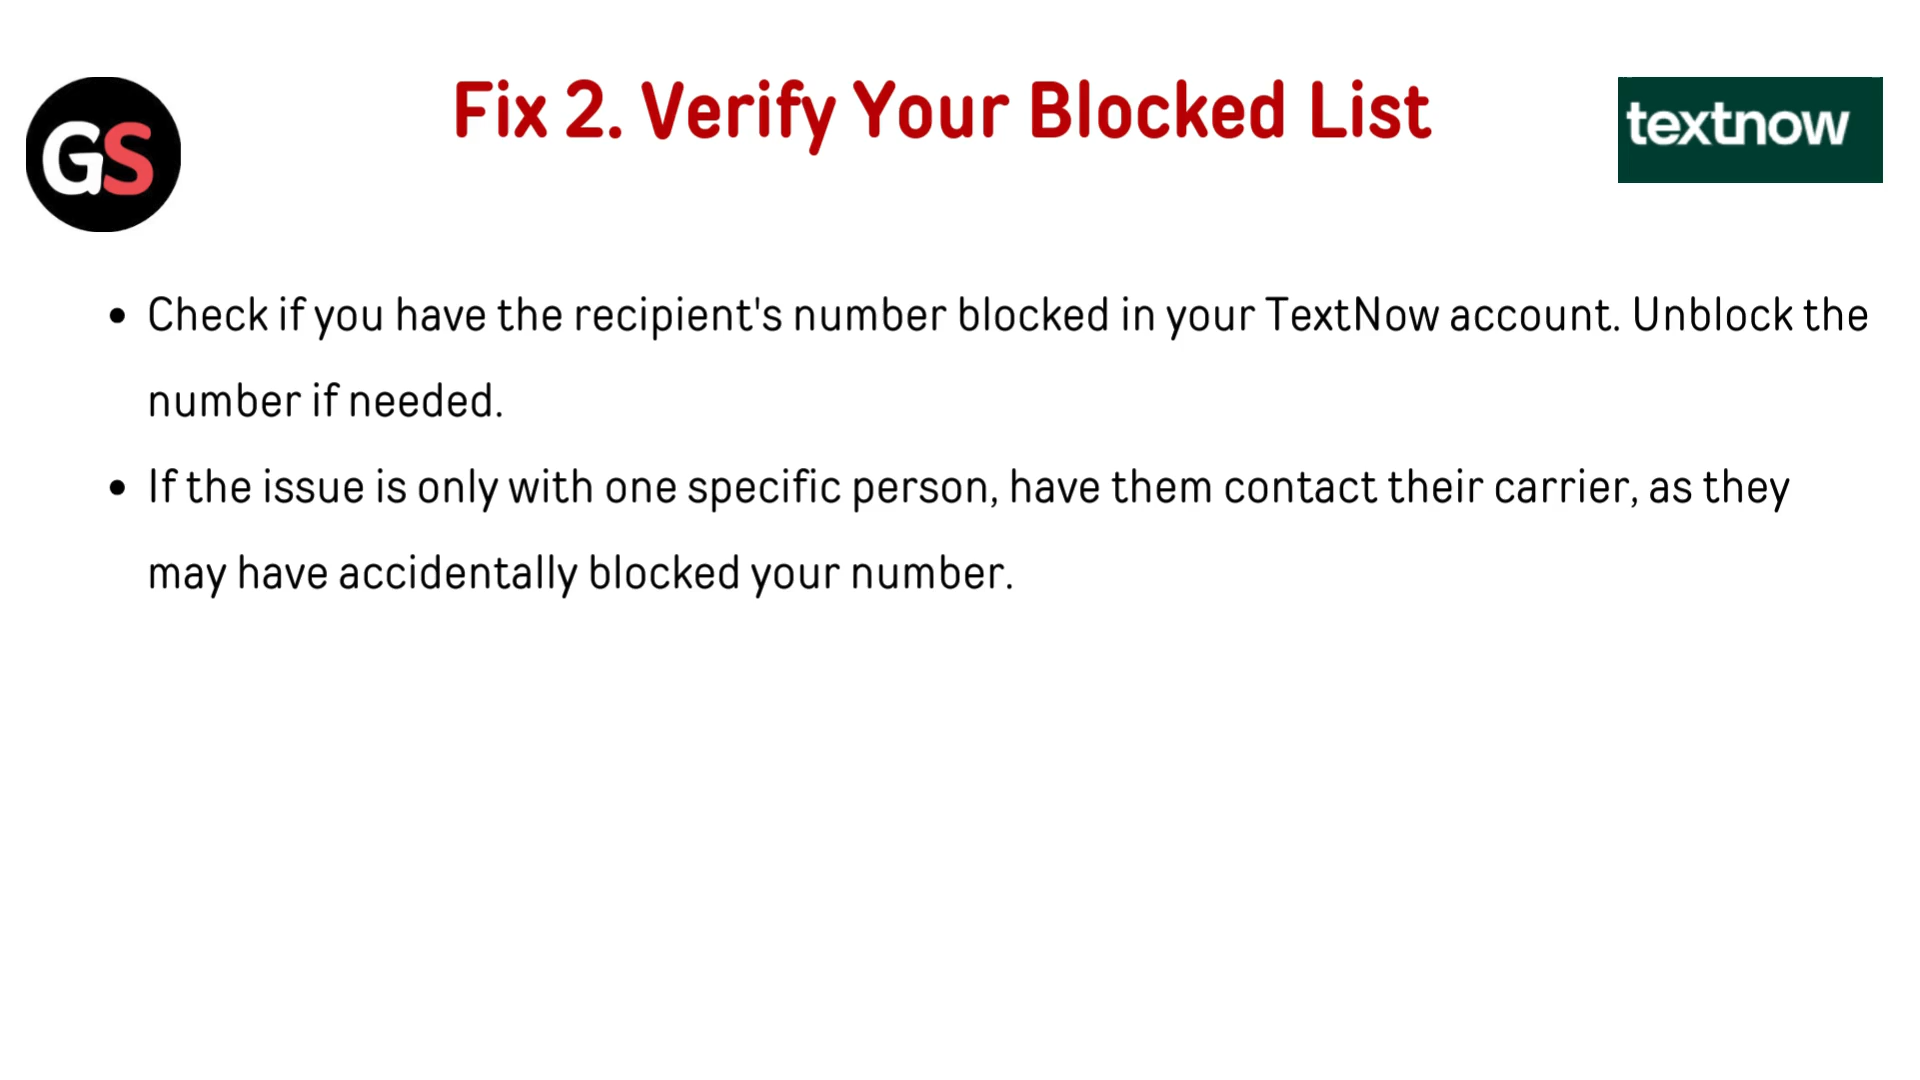 GS
Fix 2. Verify Your Blocked List
textnow
• Check if you have the recipient's number blocked in your TextNow account. Unblock the
number if needed.
• If the issue is only with one specific person, have them contact their carrier, as they
may have accidentally blocked your number.